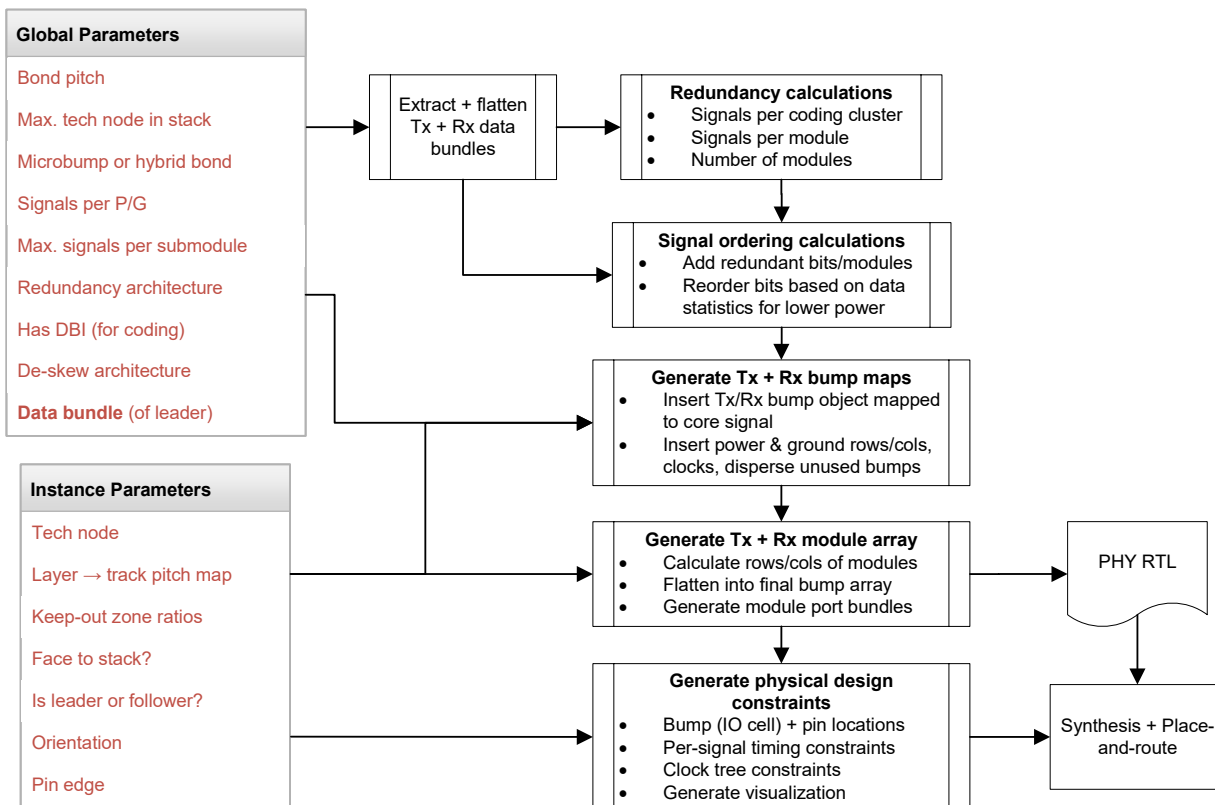 Global Parameters
Bond pitch
Max. tech node in stack
Microbump or hybrid bond
Signals per P/G
Max. signals per submodule
Redundancy architecture
Has DBI (for coding)
De-skew architecture
Data bundle (of leader)
Instance Parameters
Tech node
Layer → track pitch map
Keep-out zone ratios
Face to stack?
Is leader or follower?
Orientation
Pin edge
Extract + flatten
Tx + Rx data
bundles
Redundancy calculations
• Signals per coding cluster
• Signals per module
• Number of modules
Signal ordering calculations
• Add redundant bits/modules
• Reorder bits based on data
statistics for lower power
Generate Tx + Rx bump maps
• Insert Tx/Rx bump object mapped
to core signal
• Insert power & ground rows/cols,
clocks, disperse unused bumps
Generate Tx + Rx module array
• Calculate rows/cols of modules
• Flatten into final bump array
• Generate module port bundles
Generate physical design
constraints
• Bump (IO cell) + pin locations
• Per-signal timing constraints
• Clock tree constraints
• Generate visualization
PHY RTL
Synthesis + Place-
and-route